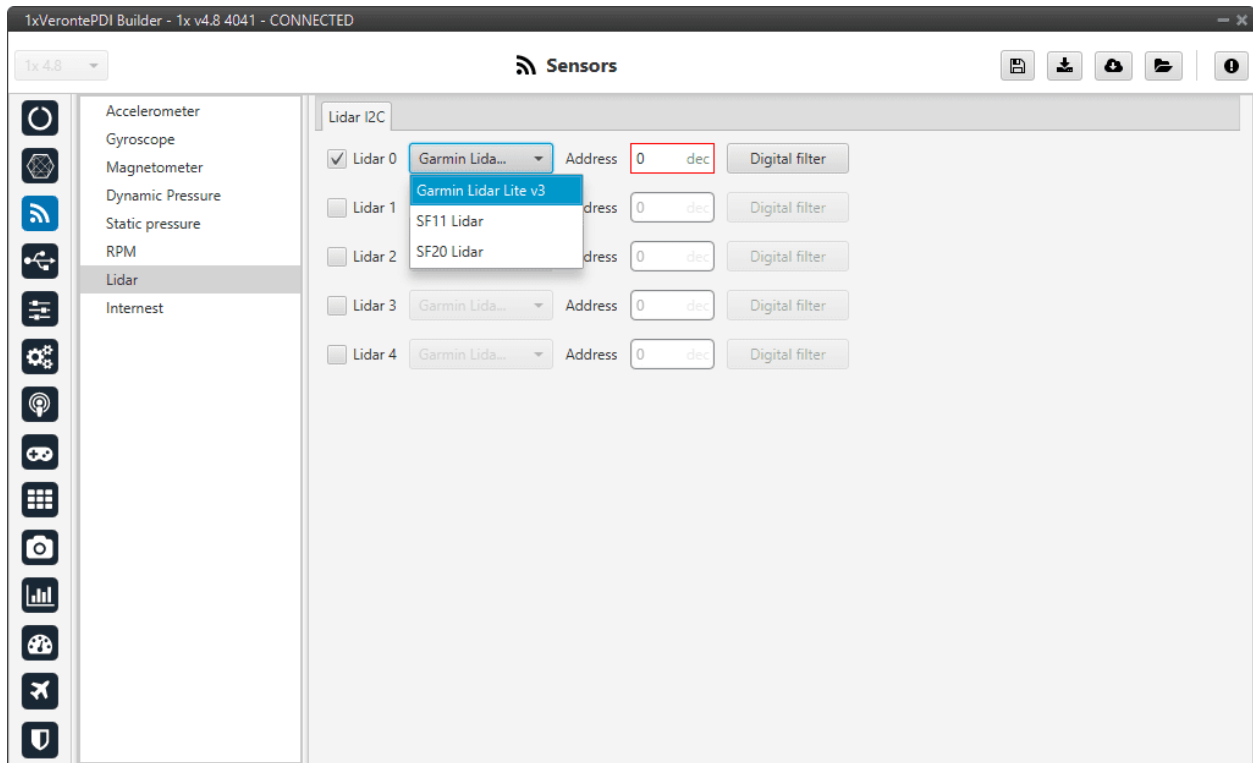 1xVerontePDI Builder - 1x v4.8 4041 - CONNECTED
1x 4.8
Sensors
Accelerometer
Gyroscope
Magnetometer
Dynamic Pressure
Static pressure
RPM
Lidar
Internest
Lidar I2C
Lidar 0 Garmin Lida... Address 0 dec Digital filter
Garmin Lidar Lite v3
SF11 Lidar
SF20 Lidar
Lidar 1 dress 0 dec Digital filter
Lidar 2 dress 0 dec Digital filter
Lidar 3 Garmin Lida... Address 0 dec Digital filter
Lidar 4 Garmin Lida... Address 0 dec Digital filter